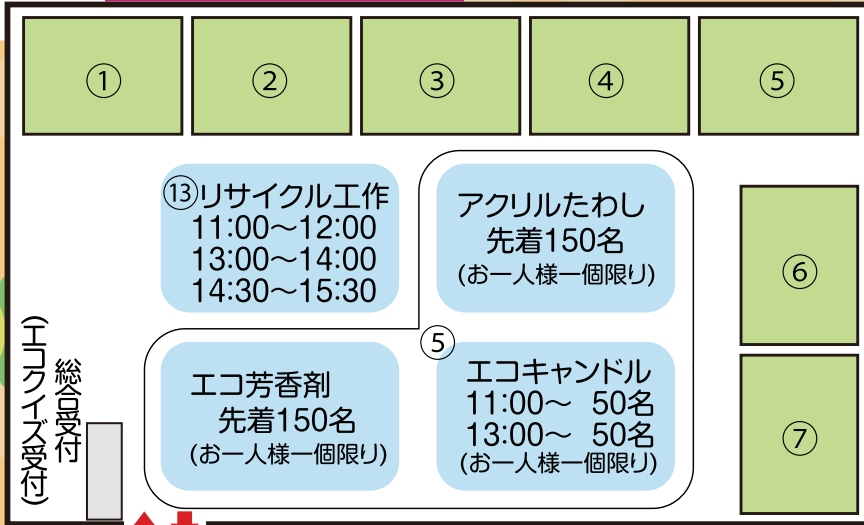 ①
②
③
④
⑤
⑬リサイクル工作
11:00〜12:00
13:00〜14:00
14:30〜15:30
アクリルたわし
先着150名
(お一人様一個限り)
⑥
⑤
エコ芳香剤
先着150名
(お一人様一個限り)
エコキャンドル
11:00〜 50名
13:00〜 50名
(お一人様一個限り)
⑦
総合受付
(エコクイズ受付)